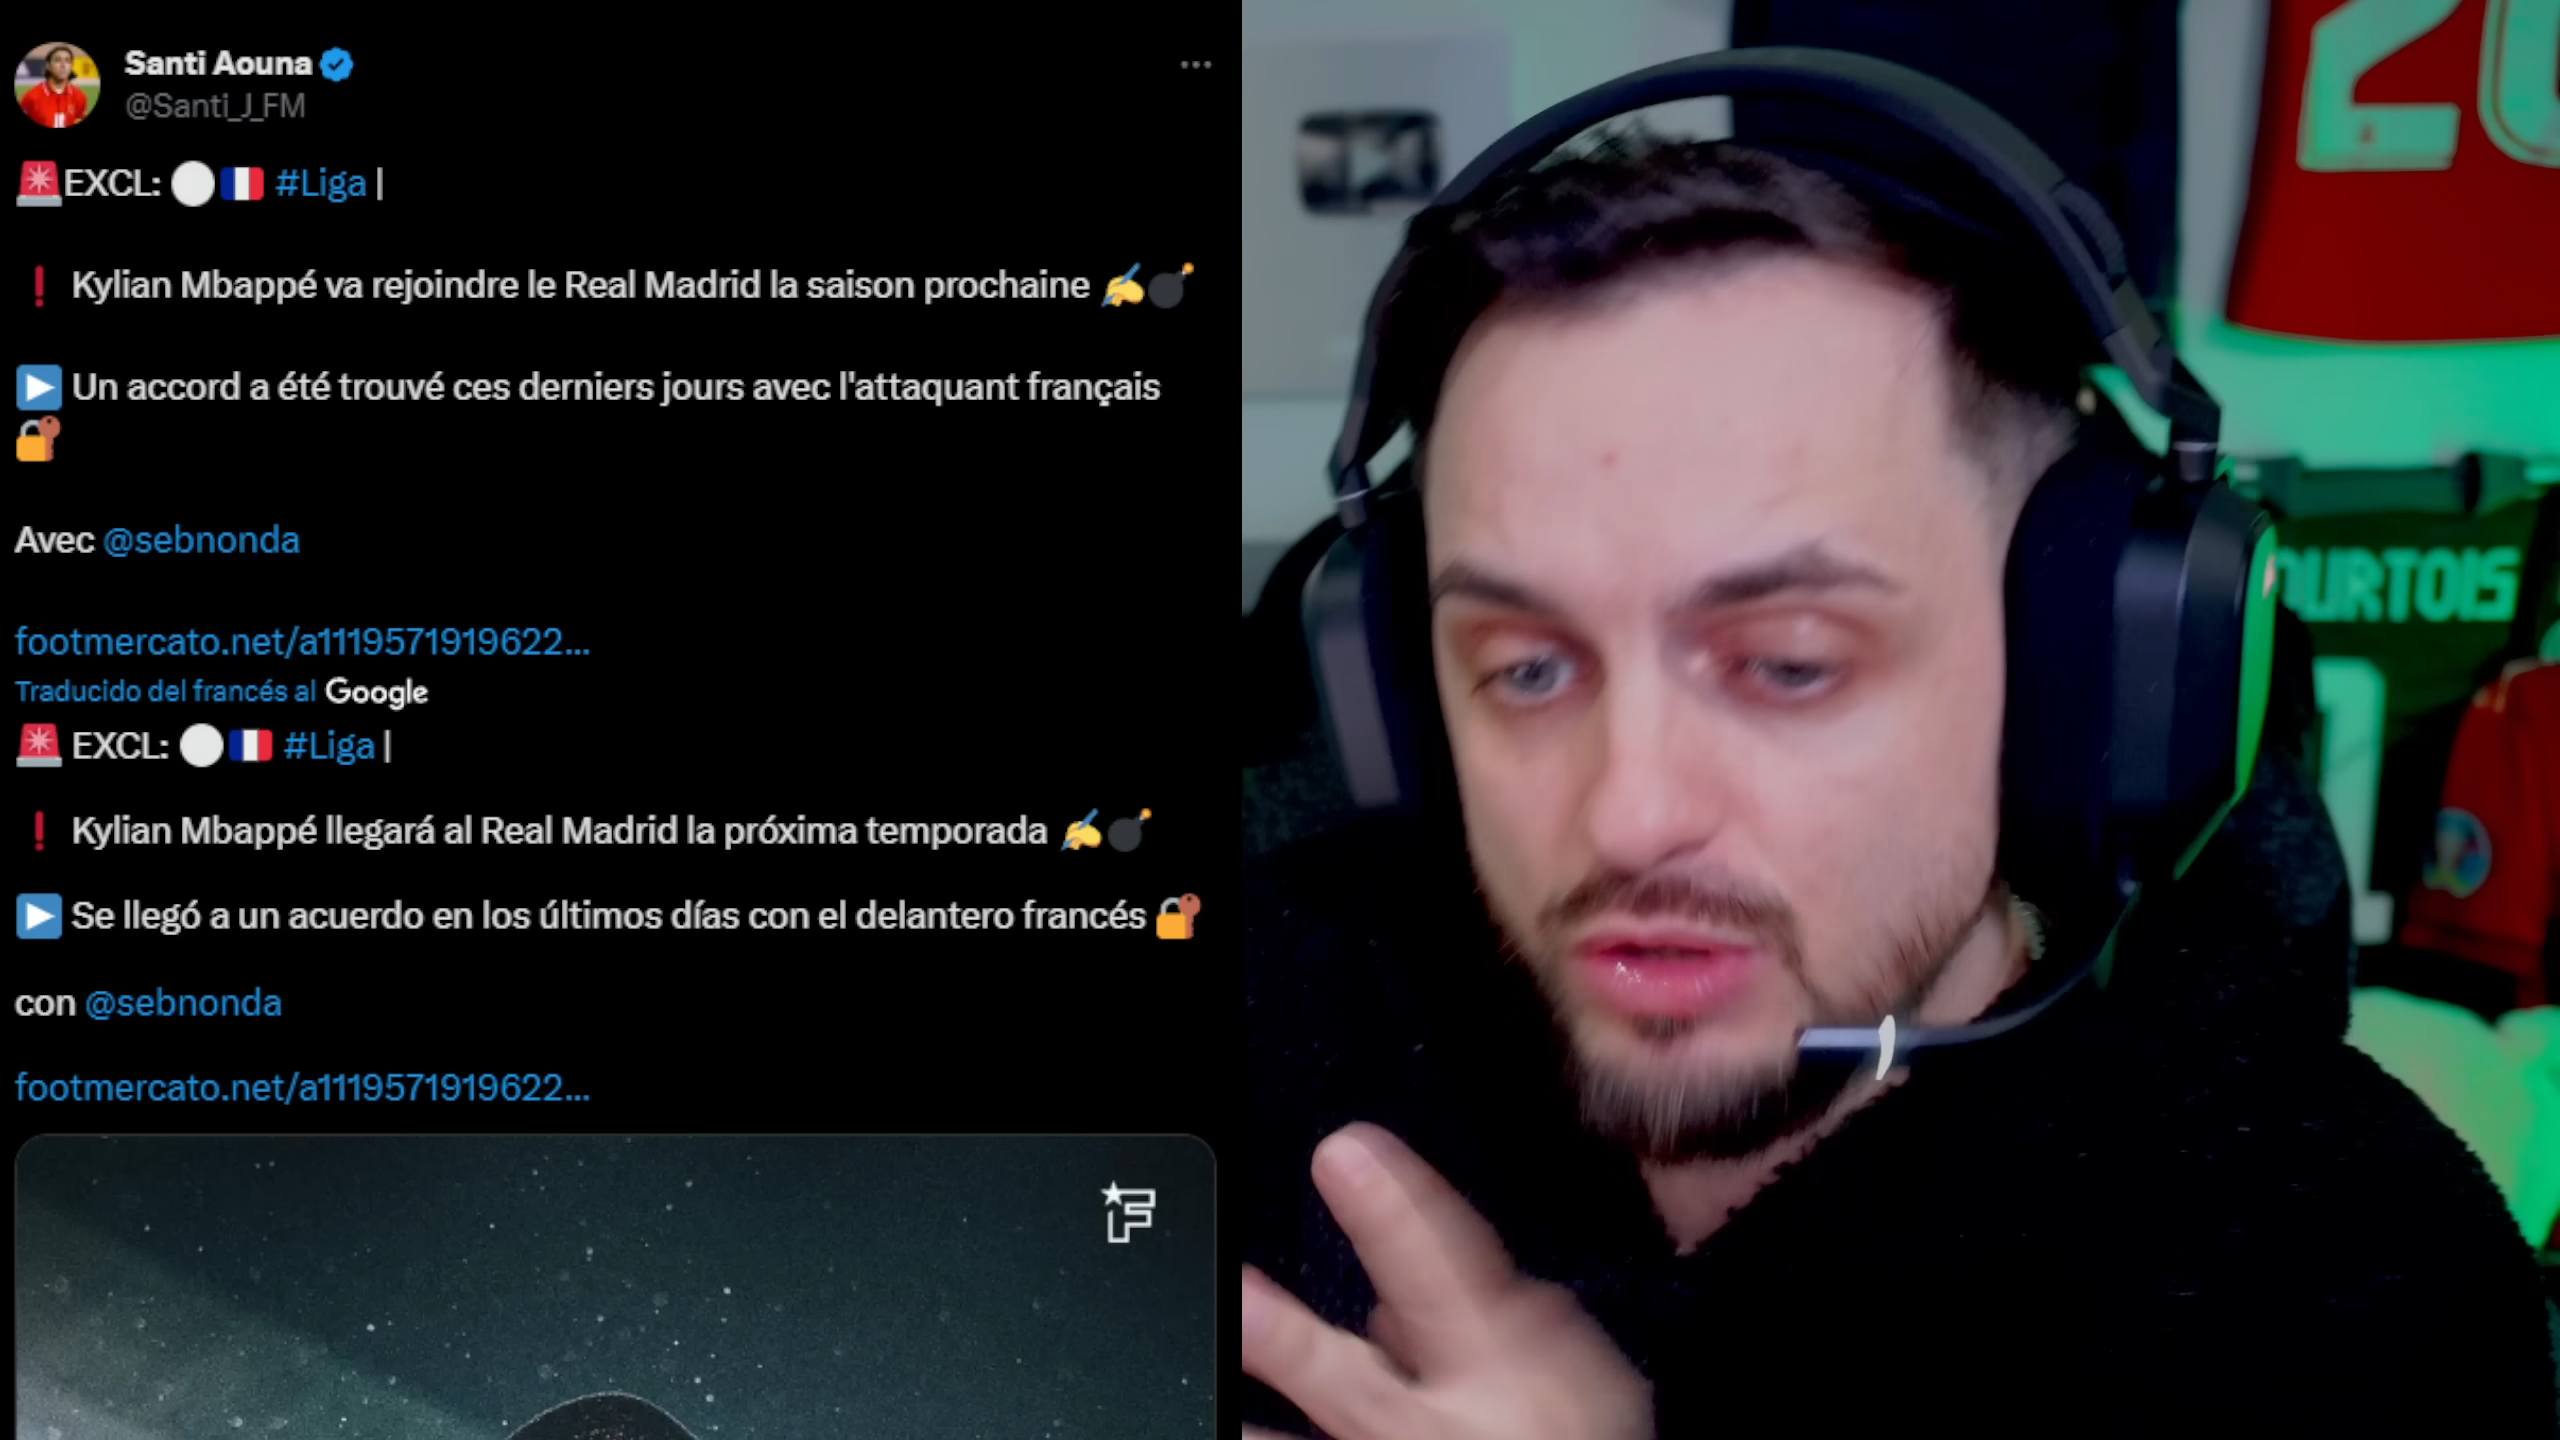 Santi Aouna
@Santi_J_FM
🚨EXCL: ⚪🇫🇷 #Liga |
❗ Kylian Mbappé va rejoindre le Real Madrid la saison prochaine ✍️💣
▶️ Un accord a été trouvé ces derniers jours avec l'attaquant français
🔐
Avec @sebnonda
footmercato.net/a1119571919622...
Traducido del francés al Google
🚨 EXCL: ⚪🇫🇷 #Liga |
❗ Kylian Mbappé llegará al Real Madrid la próxima temporada ✍️💣
▶️ Se llegó a un acuerdo en los últimos días con el delantero francés 🔐
con @sebnonda
footmercato.net/a1119571919622...
20
OURTOIS
1